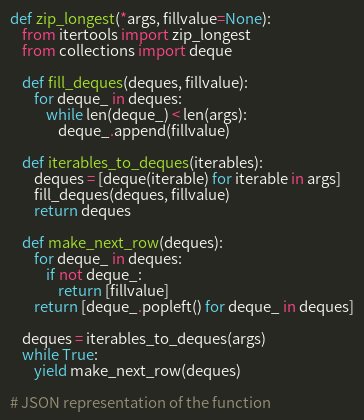 def zip_longest(*args, fillvalue=None):
from itertools import zip_longest
from collections import deque
def fill_deques(deques, fillvalue):
for deque_ in deques:
while len(deque_) < len(args):
deque_.append(fillvalue)
def iterables_to_deques(iterables):
deques = [deque(iterable) for iterable in args]
fill_deques(deques, fillvalue)
return deques
def make_next_row(deques):
for deque_ in deques:
if not deque_:
return [fillvalue]
return [deque_.popleft() for deque_ in deques]
deques = iterables_to_deques(args)
while True:
yield make_next_row(deques)
# JSON representation of the function